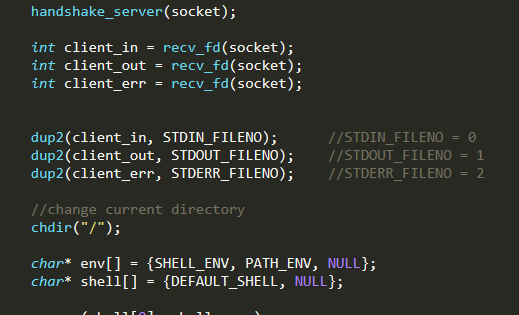 handshake_server(socket);
int client_in = recv_fd(socket);
int client_out = recv_fd(socket);
int client_err = recv_fd(socket);
dup2(client_in, STDIN_FILENO);      //STDIN_FILENO = 0
dup2(client_out, STDOUT_FILENO);    //STDOUT_FILENO = 1
dup2(client_err, STDERR_FILENO);    //STDERR_FILENO = 2
//change current directory
chdir("/");
char* env[] = {SHELL_ENV, PATH_ENV, NULL};
char* shell[] = {DEFAULT_SHELL, NULL};